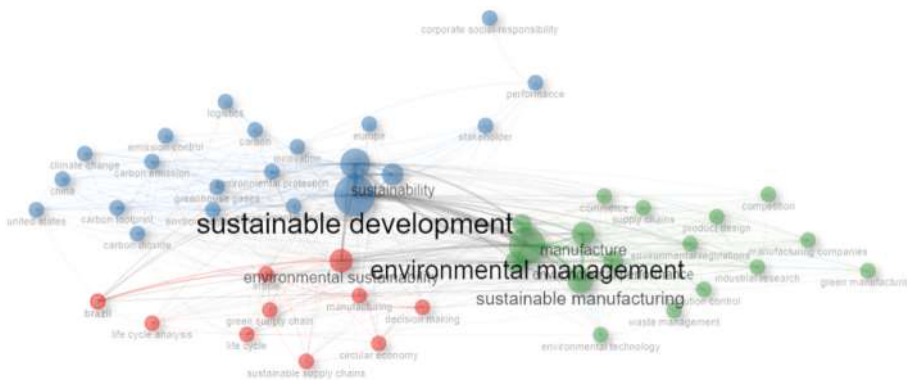 corporate social responsibility
performance
logistics
carbon
europe
stakeholder
emission control
climate change
carbon emission
china
environmental protection
greenhouse gases
sustainability
united states
carbon footprint
carbon dioxide
sustainable development
commerce
supply chains
competition
product design
manufacture
environmental regulations
manufacturing companies
environmental sustainability
environmental management
industrial research
green manufacturing
sustainable manufacturing
pollution control
brazil
manufacturing
decision making
green supply chain
waste management
life cycle analysis
life cycle
circular economy
environmental technology
sustainable supply chains